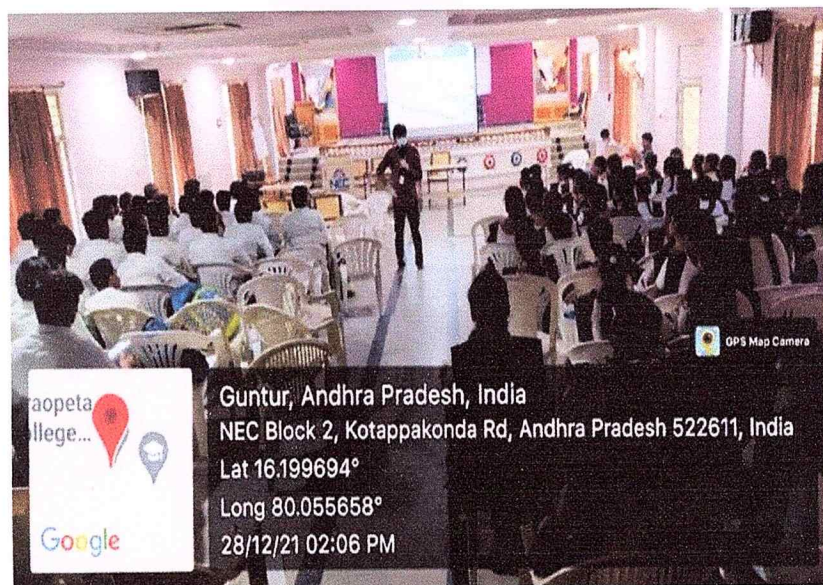 GPS Map Camera
raopeta
llege...
Google
Guntur, Andhra Pradesh, India
NEC Block 2, Kotappakonda Rd, Andhra Pradesh 522611, India
Lat 16.199694°
Long 80.055658°
28/12/21 02:06 PM